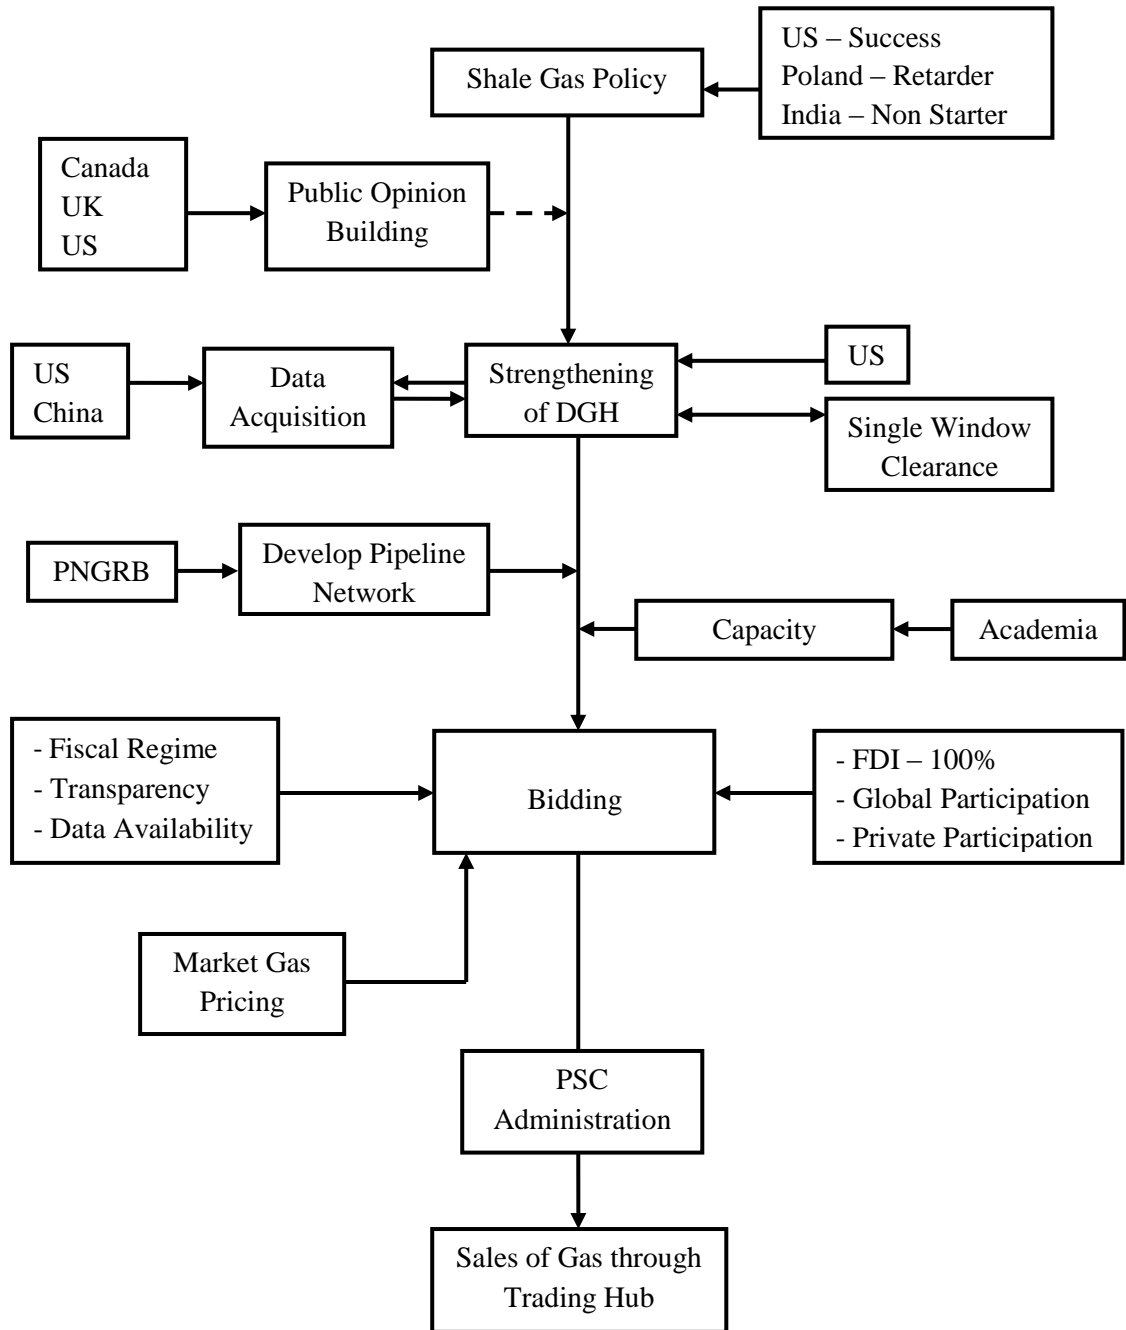 Shale Gas Policy
US – Success
Poland – Retarder
India – Non Starter
Canada
UK
US
Public Opinion
Building
US
China
Data
Acquisition
Strengthening
of DGH
US
Single Window
Clearance
PNGRB
Develop Pipeline
Network
Capacity
Academia
- Fiscal Regime
- Transparency
- Data Availability
Bidding
- FDI – 100%
- Global Participation
- Private Participation
Market Gas
Pricing
PSC
Administration
Sales of Gas through
Trading Hub